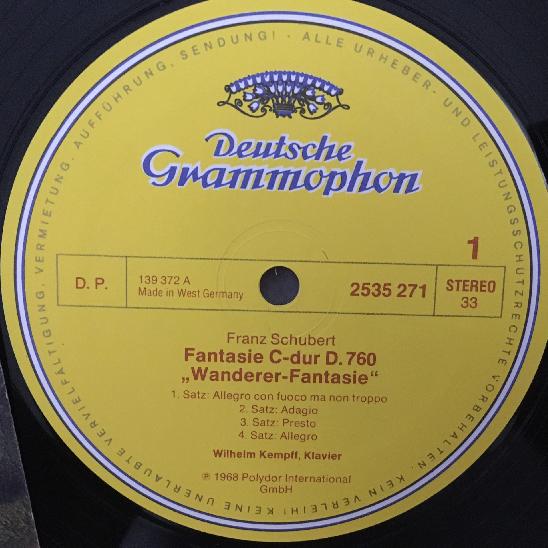 ALLE URHEBER- UND LEISTUNGSSCHUTZRECHTE VORBEHALTEN. KEIN VERLEIH! KEINE UNERLAUBTE VERVIELFÄLTIGUNG, VERMIETUNG, AUFFÜHRUNG, SENDUNG! ·
Deutsche
Grammophon
1
D. P.
139 372 A
Made in West Germany
2535 271
STEREO
33
Franz Schubert
Fantasie C-dur D. 760
„Wanderer-Fantasie“
1. Satz: Allegro con fuoco ma non troppo
2. Satz: Adagio
3. Satz: Presto
4. Satz: Allegro
Wilhelm Kempff, Klavier
℗ 1968 Polydor International
GmbH